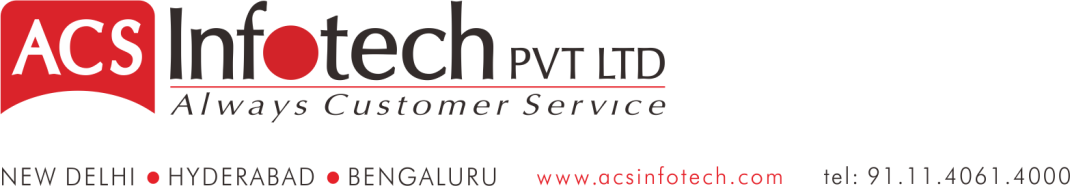 ACS Infotech PVT LTD
Always Customer Service
NEW DELHI ● HYDERABAD ● BENGALURU www.acsinfotech.com tel: 91.11.4061.4000